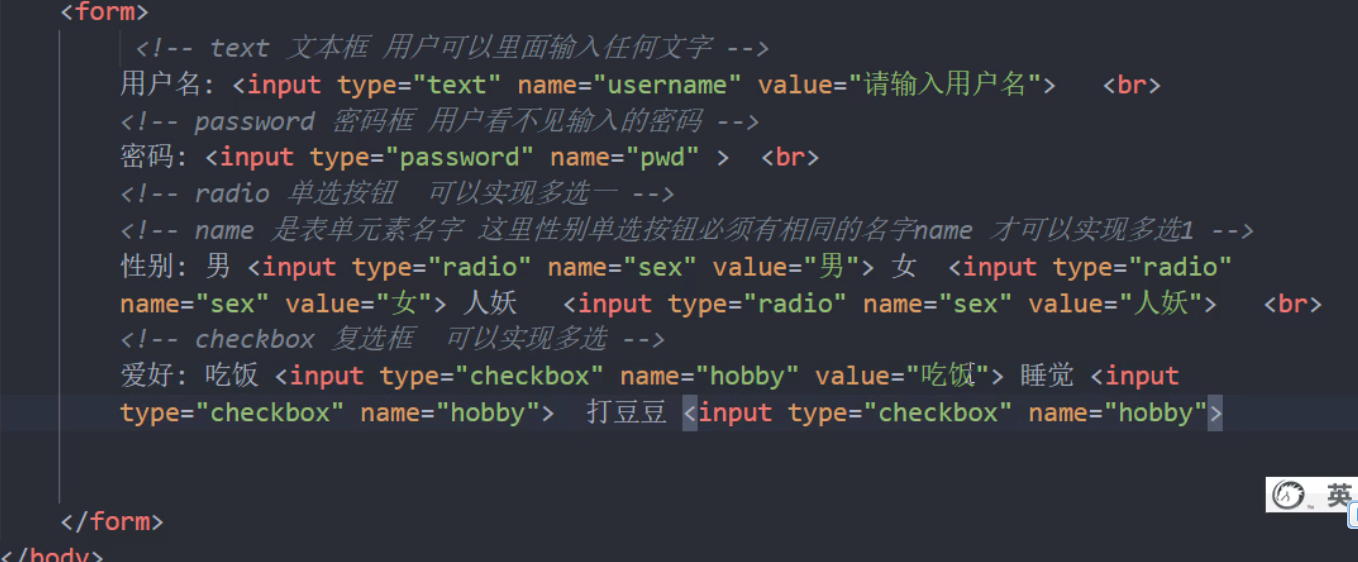 <form>
<!-- text 文本框 用户可以里面输入任何文字 -->
用户名: <input type="text" name="username" value="请输入用户名"> <br>
<!-- password 密码框 用户看不见输入的密码 -->
密码: <input type="password" name="pwd" > <br>
<!-- radio 单选按钮 可以实现多选一 -->
<!-- name 是表单元素名字 这里性别单选按钮必须有相同的名字name 才可以实现多选1 -->
性别: 男 <input type="radio" name="sex" value="男"> 女 <input type="radio"
name="sex" value="女"> 人妖 <input type="radio" name="sex" value="人妖"> <br>
<!-- checkbox 复选框 可以实现多选 -->
爱好: 吃饭 <input type="checkbox" name="hobby" value="吃饭"> 睡觉 <input
type="checkbox" name="hobby"> 打豆豆 <input type="checkbox" name="hobby">
英
</form>
</body>